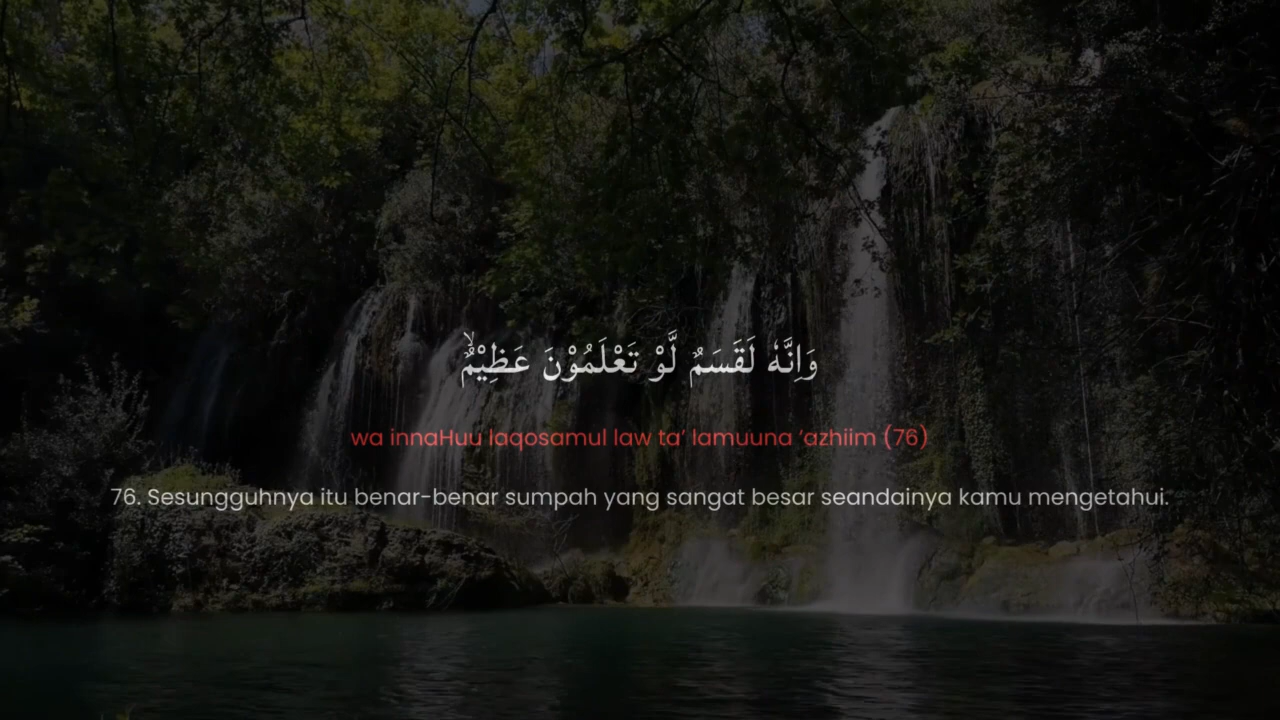 وَاِنَّهٗ لَقَسَمٌ لَّوْ تَعْلَمُوْنَ عَظِيْمٌۙ
wa innaHuu laqosamul law ta’ lamuuna ‘azhiim (76)
76. Sesungguhnya itu benar-benar sumpah yang sangat besar seandainya kamu mengetahui.